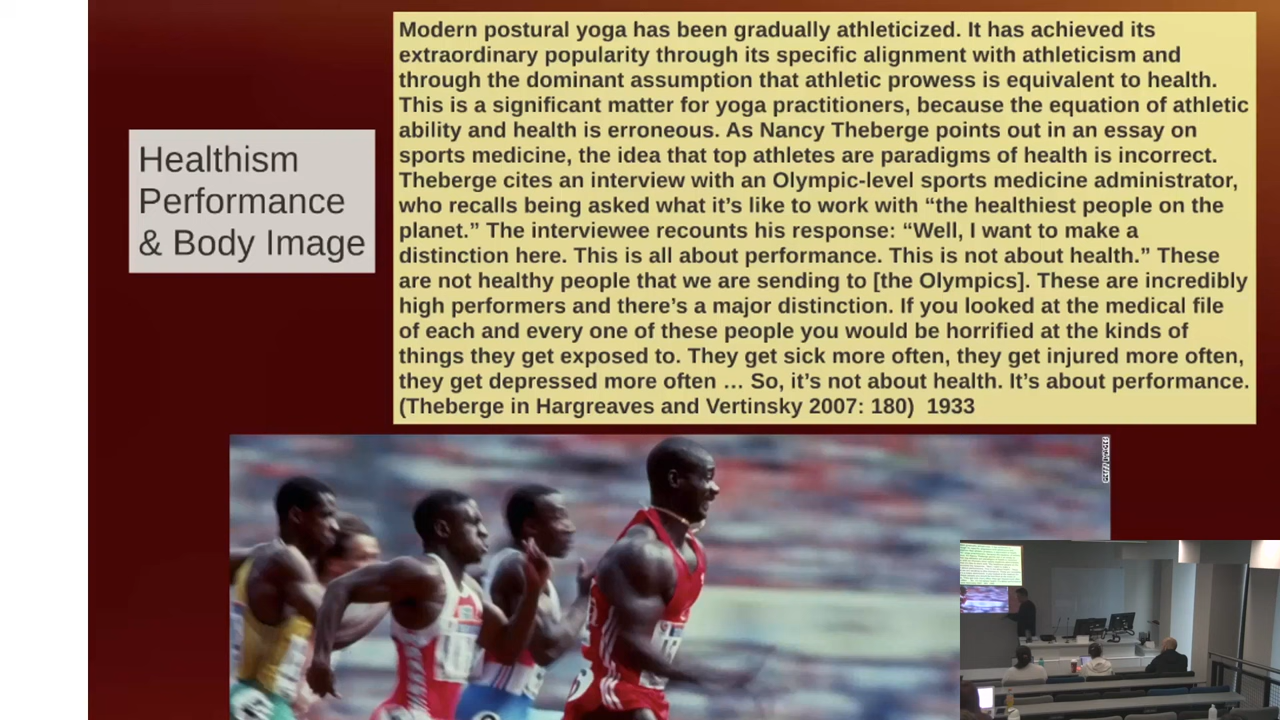 Healthism
Performance
& Body Image
Modern postural yoga has been gradually athleticized. It has achieved its
extraordinary popularity through its specific alignment with athleticism and
through the dominant assumption that athletic prowess is equivalent to health.
This is a significant matter for yoga practitioners, because the equation of athletic
ability and health is erroneous. As Nancy Theberge points out in an essay on
sports medicine, the idea that top athletes are paradigms of health is incorrect.
Theberge cites an interview with an Olympic-level sports medicine administrator,
who recalls being asked what it’s like to work with “the healthiest people on the
planet.” The interviewee recounts his response: “Well, I want to make a
distinction here. This is all about performance. This is not about health.” These
are not healthy people that we are sending to [the Olympics]. These are incredibly
high performers and there’s a major distinction. If you looked at the medical file
of each and every one of these people you would be horrified at the kinds of
things they get exposed to. They get sick more often, they get injured more often,
they get depressed more often … So, it’s not about health. It’s about performance.
(Theberge in Hargreaves and Vertinsky 2007: 180)  1933
GETTY IMAGES